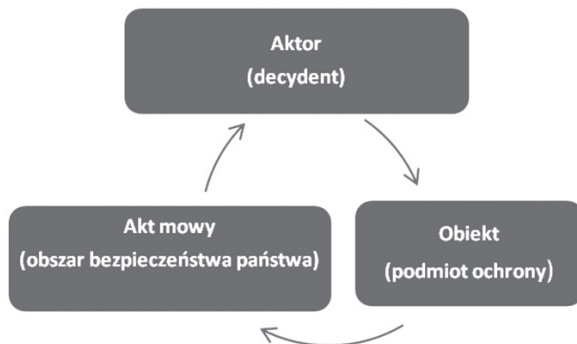 Aktor
(decydent)
Akt mowy
(obszar bezpieczeństwa państwa)
Obiekt
(podmiot ochrony)